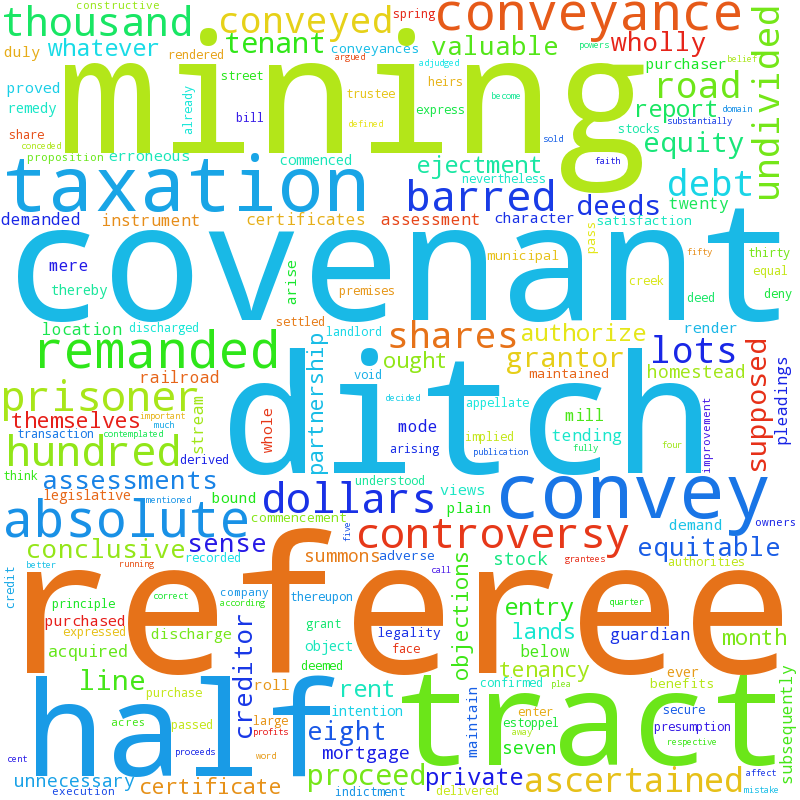 constructive
thousand
conveyed
spring
conveyance
undivided
duly
whatever
rendered
tenant
conveyances
argued
valuable
wholly
powers
belief
mining
proved
remedy
already
street
adjudged
heirs
purchaser
road
share
bill
trustee
express
become
report
domain
substantially
conceded
defined
sold
stocks
equity
proposition
erroneous
commenced
ejectment
nevertheless
faith
taxation
barred
deeds
debt
twenty
demanded
instrument
certificates
assessment
character
satisfaction
covenant
mere
thereby
arise
premises
municipal
pass
creek
fifty
thirty
equal
deed
deny
location
discharged
settled
landlord
shares
authorize
render
remanded
partnership
void
ought
grantor
maintained
lots
homestead
supposed
pleadings
prisoner
railroad
decided
appellate
ditch
themselves
important
much
stream
whole
mode
implied
mill
tending
improvement
transaction
contemplated
hundred
derived
arising
publication
fully
four
think
assessments
understood
convey
legislative
mentioned
bound
dollars
views
plain
absolute
commencement
five
controversy
demand
owners
conclusive
sense
recorded
summons
adverse
call
stock
grantees
equitable
authorities
referee
credit
better
running
principle
correct
company
according
thereupon
objections
entry
quarter
purchased
expressed
discharge
creditor
grant
object
legality
face
lands
guardian
month
acquired
deemed
below
subsequently
line
half
purchase
roll
rent
intention
confirmed
plea
tenancy
ever
benefits
tract
acres
passed
large
profits
eight
maintain
enter
estoppel
away
secure
presumption
respective
cent
proceeds
word
mortgage
seven
affect
unnecessary
execution
certificate
indictment
proceed
private
delivered
ascertained
mistake